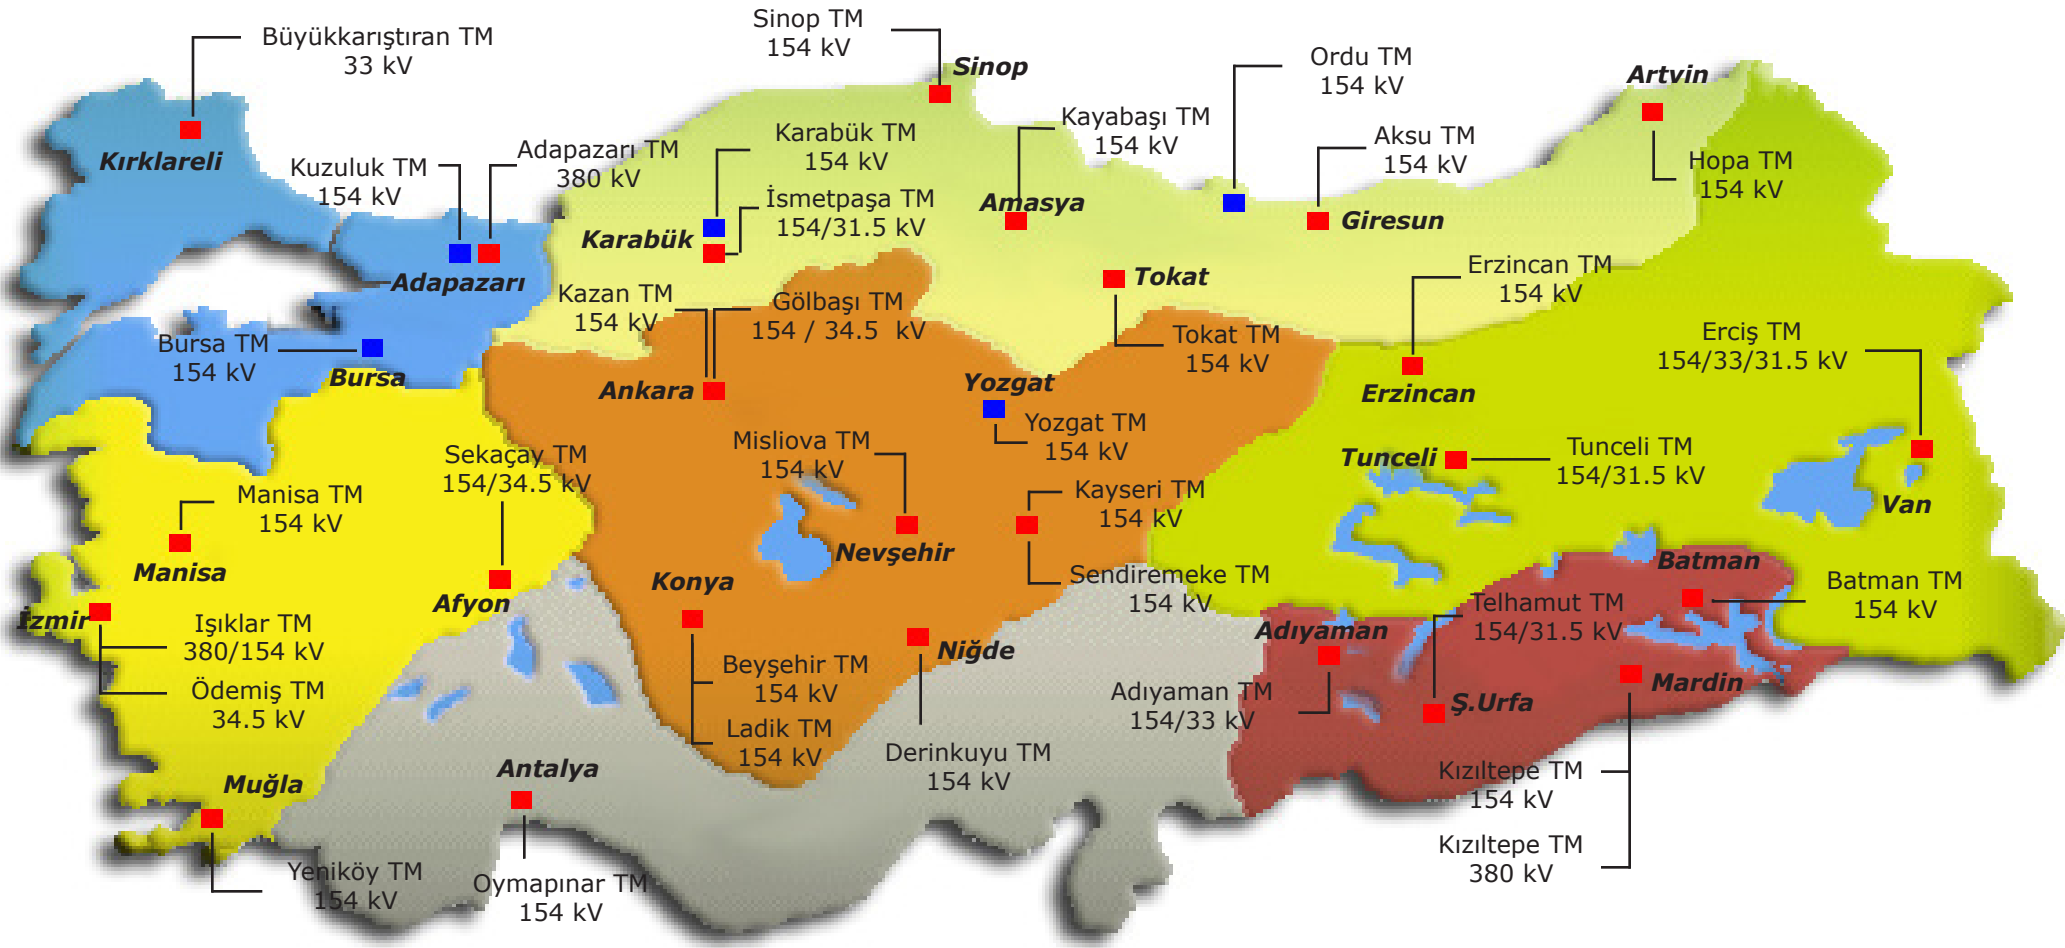 Büyükkarıştıran TM
33 kV
Kırklareli
Kuzuluk TM
154 kV
Adapazarı TM
380 kV
Adapazarı
Bursa TM
154 kV
Bursa
Sinop TM
154 kV
Sinop
Karabük TM
154 kV
İsmetpaşa TM
154/31.5 kV
Karabük
Kayabaşı TM
154 kV
Amasya
Ordu TM
154 kV
Aksu TM
154 kV
Giresun
Artvin
Hopa TM
154 kV
Tokat
Tokat TM
154 kV
Kazan TM
154 kV
Gölbaşı TM
154 / 34.5 kV
Ankara
Yozgat
Yozgat TM
154 kV
Erzincan TM
154 kV
Erzincan
Erciş TM
154/33/31.5 kV
Van
Tunceli
Tunceli TM
154/31.5 kV
Misliova TM
154 kV
Nevşehir
Kayseri TM
154 kV
Sendiremeke TM
154 kV
Sekaçay TM
154/34.5 kV
Afyon
Manisa TM
154 kV
Manisa
İzmir
Işıklar TM
380/154 kV
Ödemiş TM
34.5 kV
Konya
Beyşehir TM
154 kV
Ladik TM
154 kV
Niğde
Derinkuyu TM
154 kV
Muğla
Yeniköy TM
154 kV
Antalya
Oymapınar TM
154 kV
Adıyaman
Adıyaman TM
154/33 kV
Telhamut TM
154/31.5 kV
Ş.Urfa
Batman
Batman TM
154 kV
Mardin
Kızıltepe TM
154 kV
Kızıltepe TM
380 kV